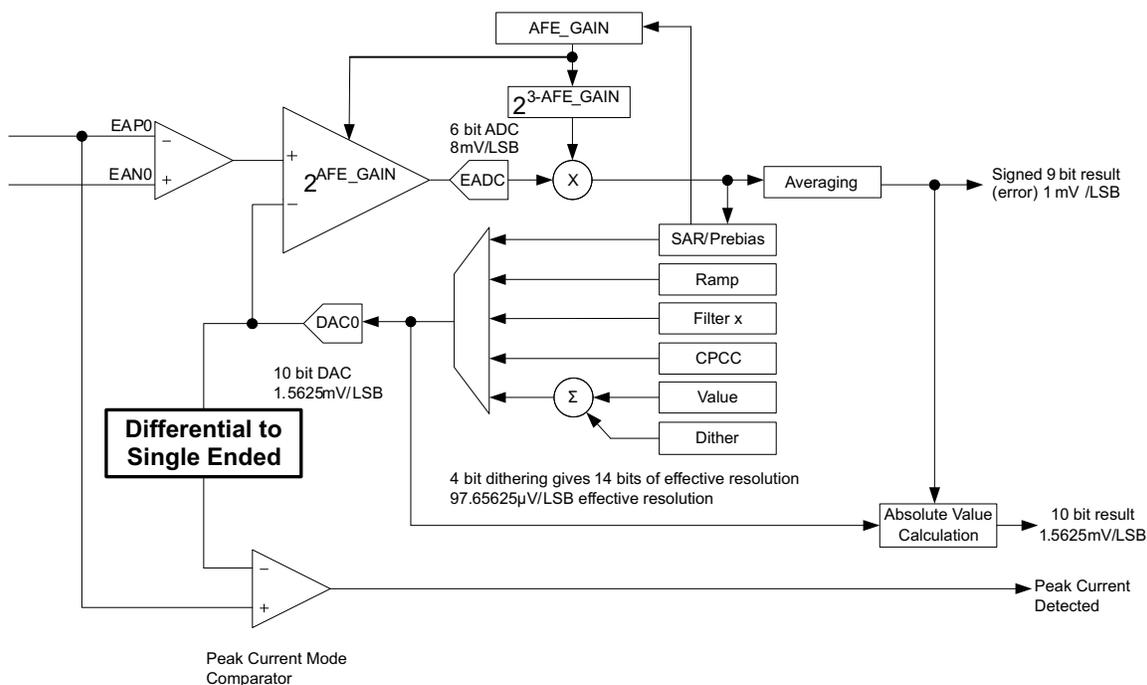 AFE_GAIN
2^3-AFE_GAIN
6 bit ADC
8mV/LSB
EAP0
EAN0
−
+
+
−
2^AFE_GAIN
EADC
X
Averaging
Signed 9 bit result
(error) 1 mV /LSB
SAR/Prebias
Ramp
Filter x
CPCC
Value
Dither
Σ
DAC0
10 bit DAC
1.5625mV/LSB
Differential to
Single Ended
4 bit dithering gives 14 bits of effective resolution
97.65625μV/LSB effective resolution
Absolute Value
Calculation
10 bit result
1.5625mV/LSB
−
+
Peak Current
Detected
Peak Current Mode
Comparator